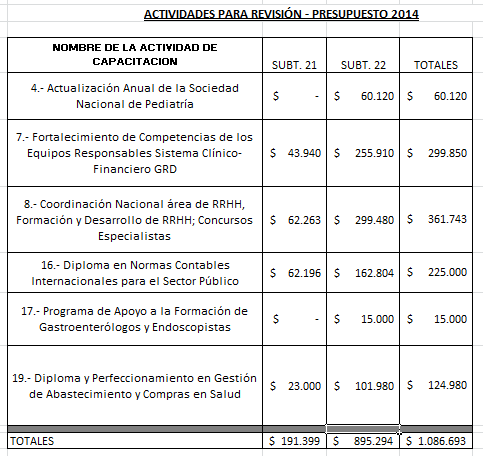 ACTIVIDADES PARA REVISIÓN - PRESUPUESTO 2014
NOMBRE DE LA ACTIVIDAD DE
CAPACITACION
SUBT. 21 SUBT. 22 TOTALES
4.- Actualización Anual de la Sociedad
Nacional de Pediatría
$ - $ 60.120 $ 60.120
7.- Fortalecimiento de Competencias de los
Equipos Responsables Sistema Clínico-
Financiero GRD
$ 43.940 $ 255.910 $ 299.850
8.- Coordinación Nacional área de RRHH,
Formación y Desarrollo de RRHH; Concursos
Especialistas
$ 62.263 $ 299.480 $ 361.743
16.- Diploma en Normas Contables
Internacionales para el Sector Público
$ 62.196 $ 162.804 $ 225.000
17.- Programa de Apoyo a la Formación de
Gastroenterólogos y Endoscopistas
$ - $ 15.000 $ 15.000
19.- Diploma y Perfeccionamiento en Gestión
de Abastecimiento y Compras en Salud
$ 23.000 $ 101.980 $ 124.980
TOTALES $ 191.399 $ 895.294 $ 1.086.693